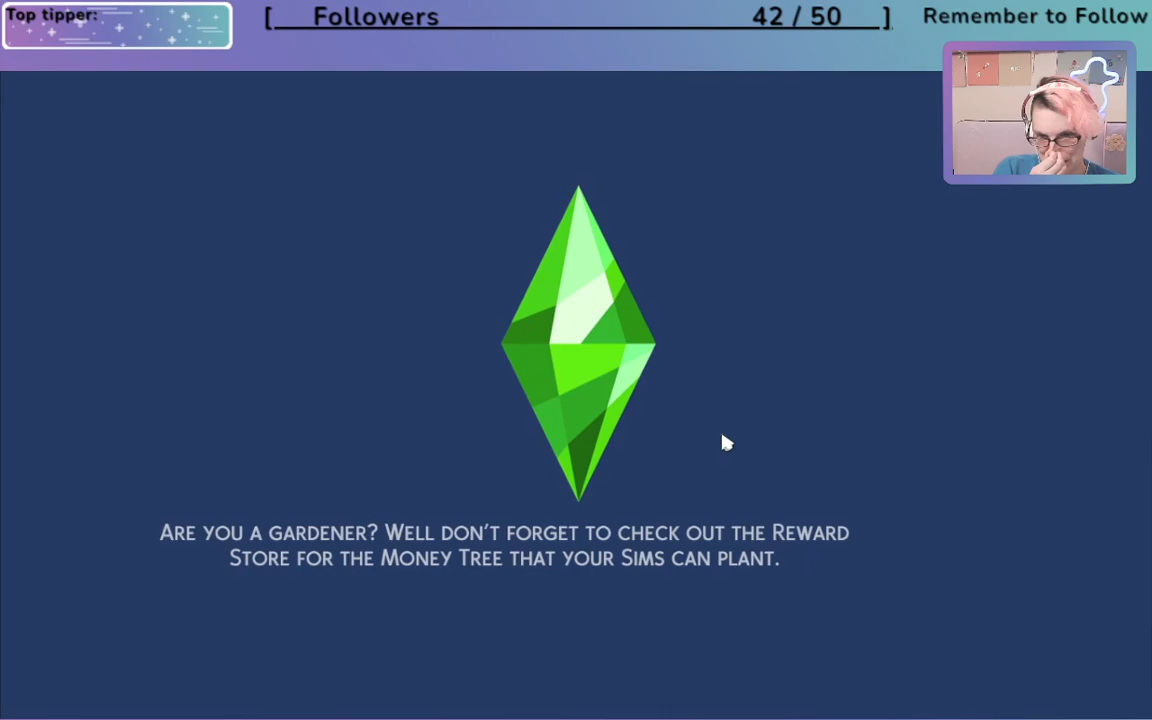 Top tipper:
[ Followers 42 / 50 ]
Remember to Follow
ARE YOU A GARDENER? WELL DON'T FORGET TO CHECK OUT THE REWARD
STORE FOR THE MONEY TREE THAT YOUR SIMS CAN PLANT.